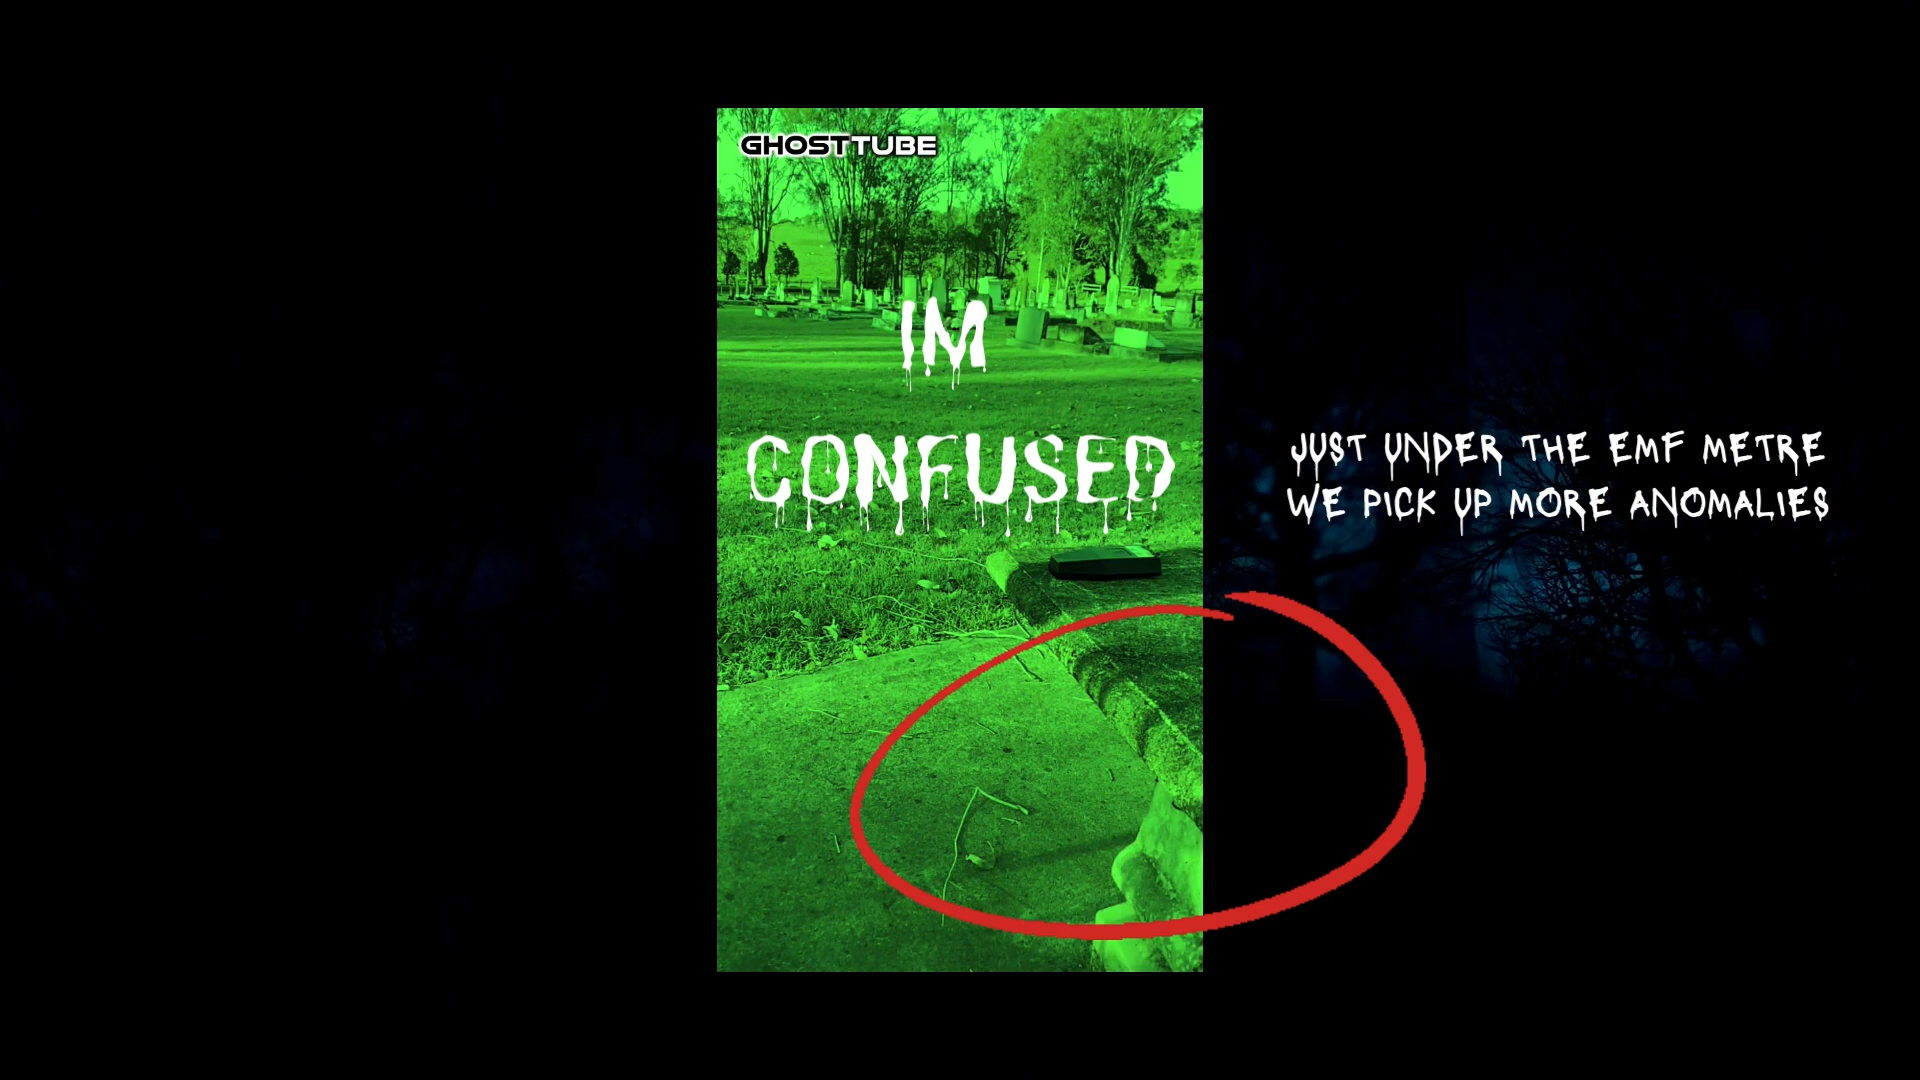 GHOSTTUBE
IM
CONFUSED
JUST UNDER THE EMF METRE
WE PICK UP MORE ANOMALIES